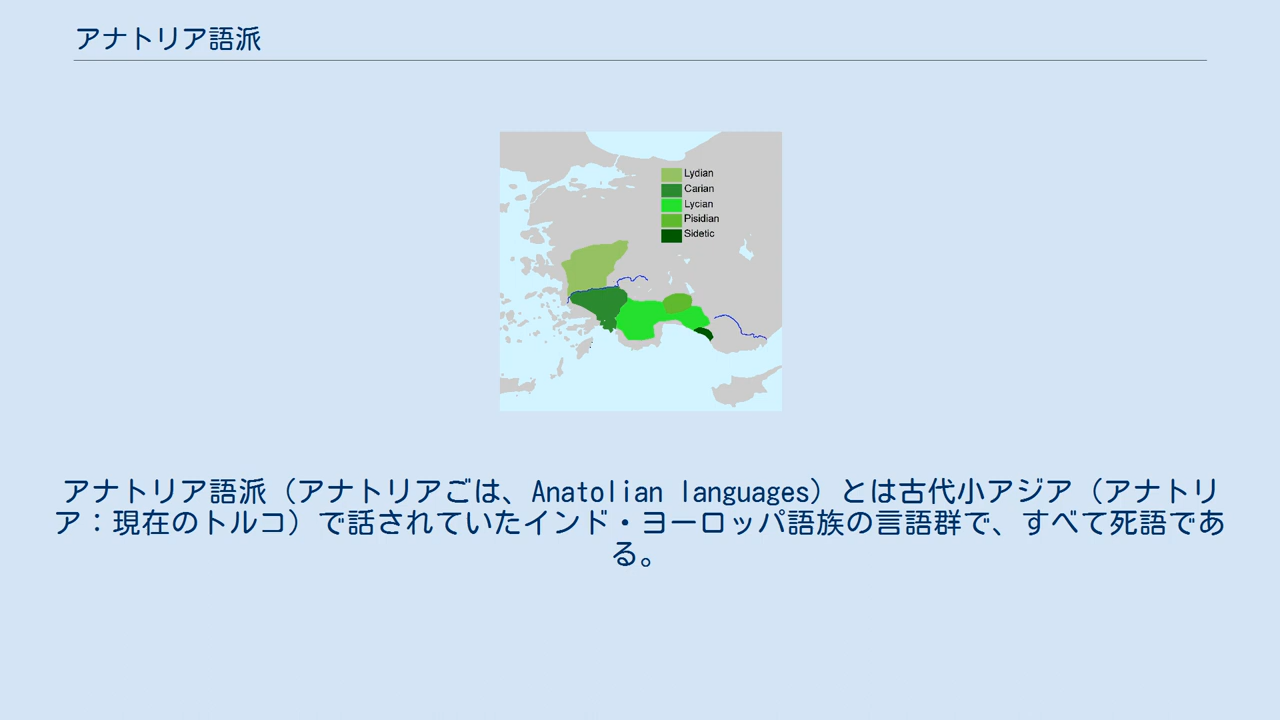 アナトリア語派
Lydian
Carian
Lycian
Pisidian
Sidetic
アナトリア語派（アナトリアごは、Anatolian languages）とは古代小アジア（アナトリ
ア：現在のトルコ）で話されていたインド・ヨーロッパ語族の言語群で、すべて死語であ
る。